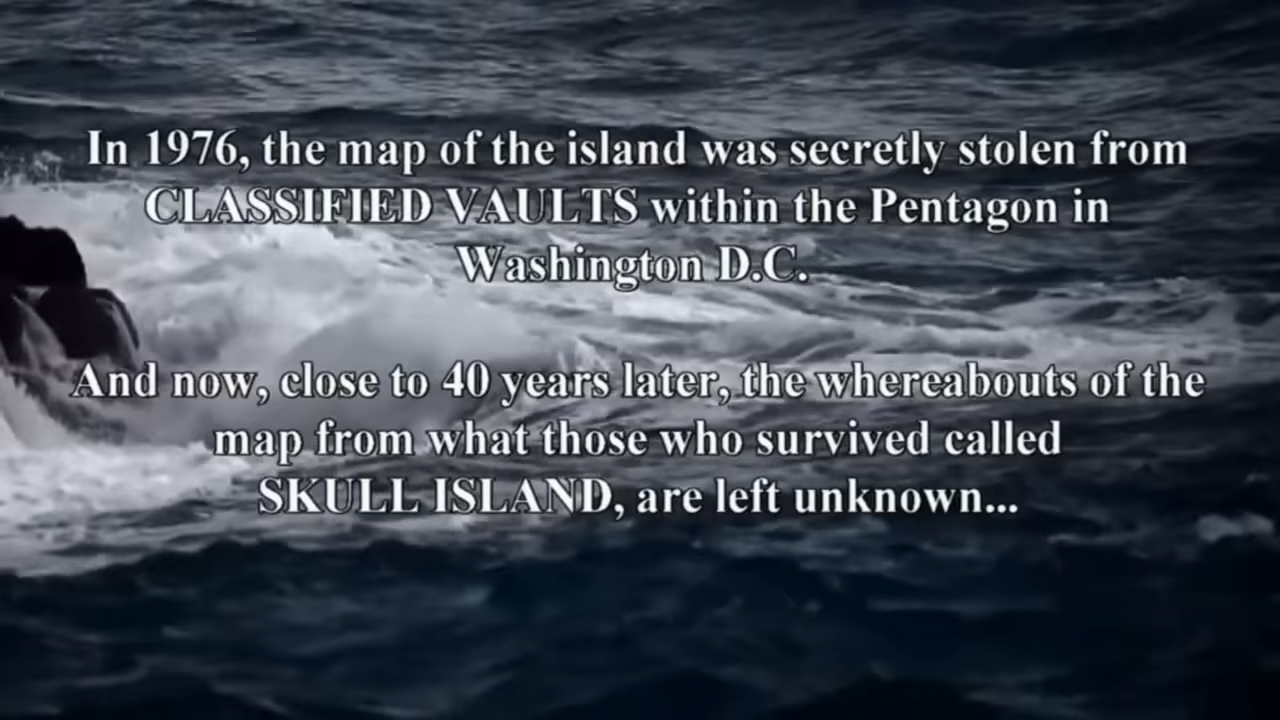 In 1976, the map of the island was secretly stolen from
CLASSIFIED VAULTS within the Pentagon in
Washington D.C.
And now, close to 40 years later, the whereabouts of the
map from what those who survived called
SKULL ISLAND, are left unknown...